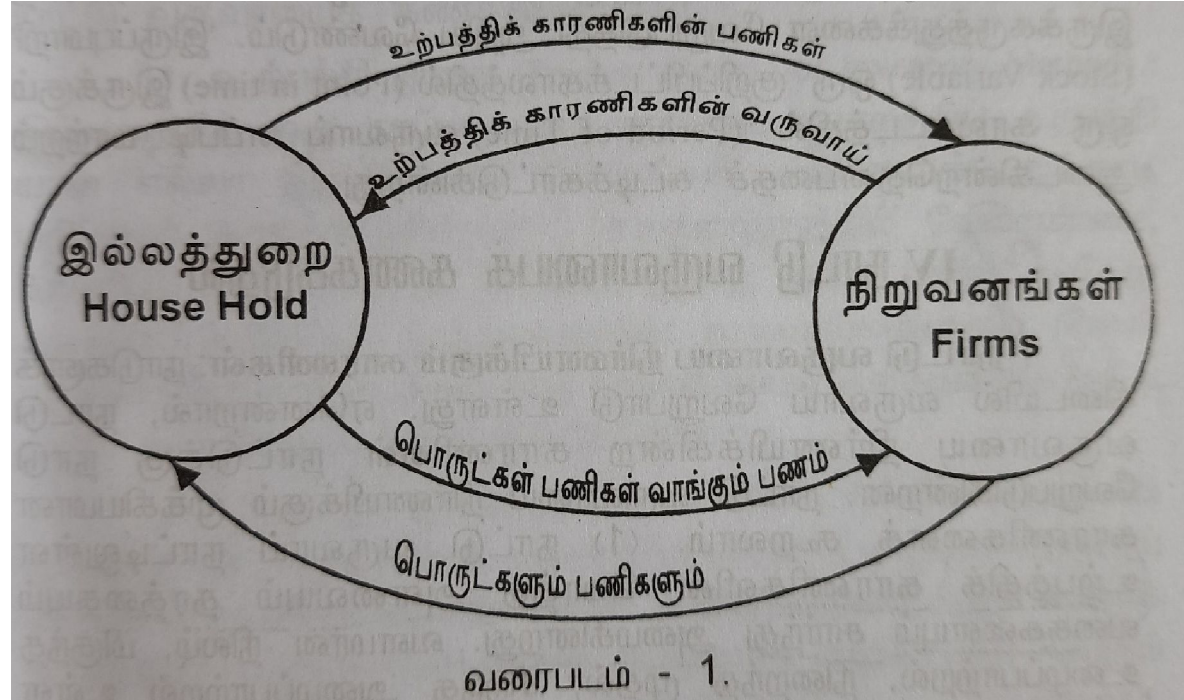 உற்பத்திக் காரணிகளின் பணிகள்
உற்பத்திக் காரணிகளின் வருவாய்
இல்லத்துறை
House Hold
நிறுவனங்கள்
Firms
பொருட்கள் பணிகள் வாங்கும் பணம்
பொருட்களும் பணிகளும்
வரைபடம் - 1.